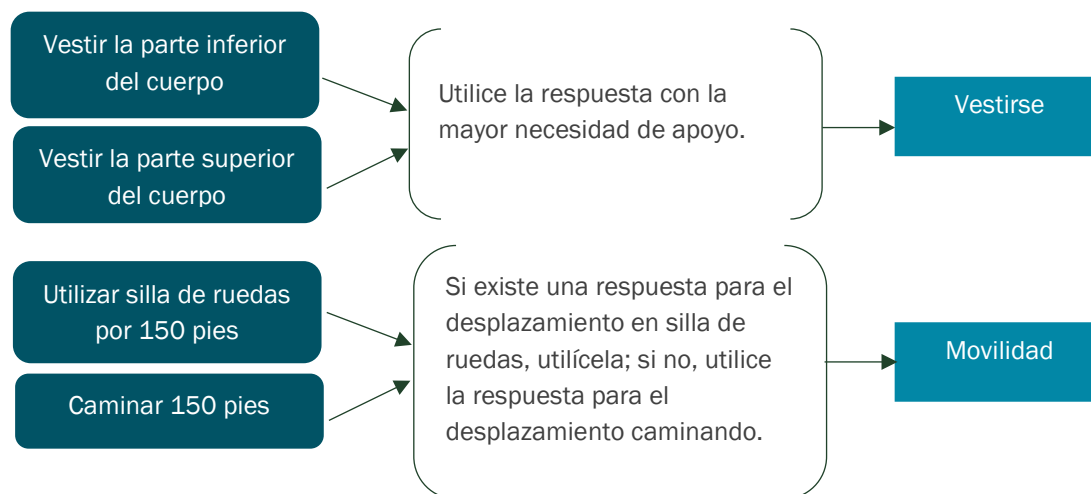 Vestir la parte inferior
del cuerpo
Vestir la parte superior
del cuerpo
Utilice la respuesta con la
mayor necesidad de apoyo.
Vestirse
Utilizar silla de ruedas
por 150 pies
Caminar 150 pies
Si existe una respuesta para el
desplazamiento en silla de
ruedas, utilícela; si no, utilice
la respuesta para el
desplazamiento caminando.
Movilidad